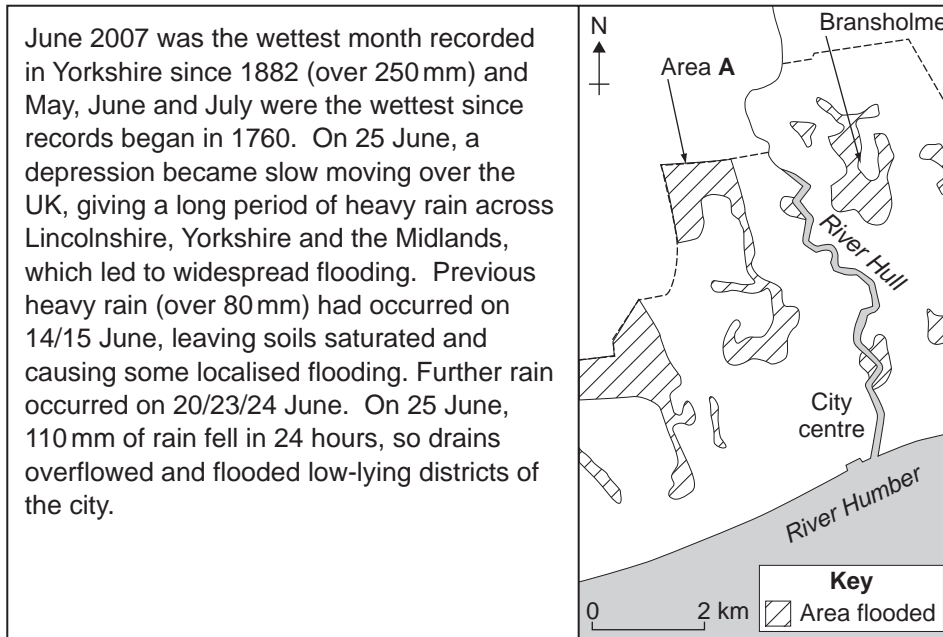 June 2007 was the wettest month recorded
in Yorkshire since 1882 (over 250 mm) and
May, June and July were the wettest since
records began in 1760. On 25 June, a
depression became slow moving over the
UK, giving a long period of heavy rain across
Lincolnshire, Yorkshire and the Midlands,
which led to widespread flooding. Previous
heavy rain (over 80 mm) had occurred on
14/15 June, leaving soils saturated and
causing some localised flooding. Further rain
occurred on 20/23/24 June. On 25 June,
110 mm of rain fell in 24 hours, so drains
overflowed and flooded low-lying districts of
the city.
N
Bransholme
Area A
River Hull
City
centre
River Humber
Key
Area flooded
0 2 km